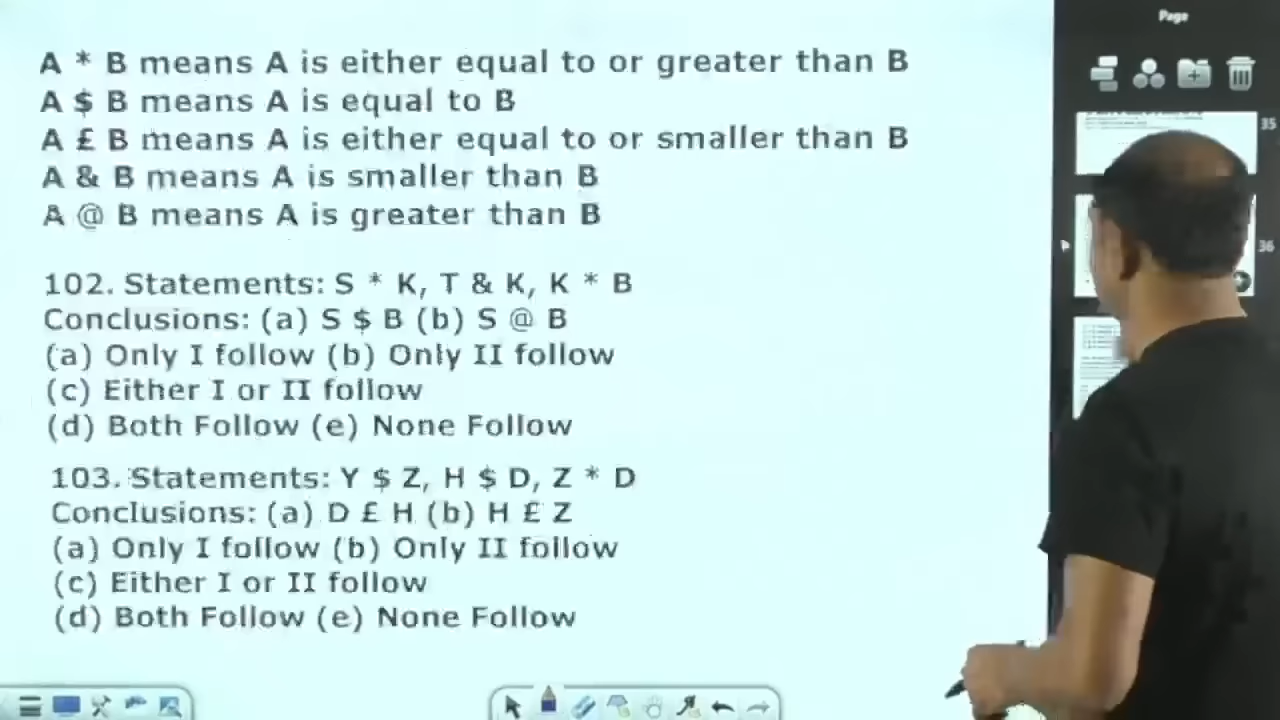 Page
A * B means A is either equal to or greater than B
A $ B means A is equal to B
A £ B means A is either equal to or smaller than B
A & B means A is smaller than B
A @ B means A is greater than B
35
36
102. Statements: S * K, T & K, K * B
Conclusions: (a) S $ B (b) S @ B
(a) Only I follow (b) Only II follow
(c) Either I or II follow
(d) Both Follow (e) None Follow
103. Statements: Y $ Z, H $ D, Z * D
Conclusions: (a) D £ H (b) H £ Z
(a) Only I follow (b) Only II follow
(c) Either I or II follow
(d) Both Follow (e) None Follow